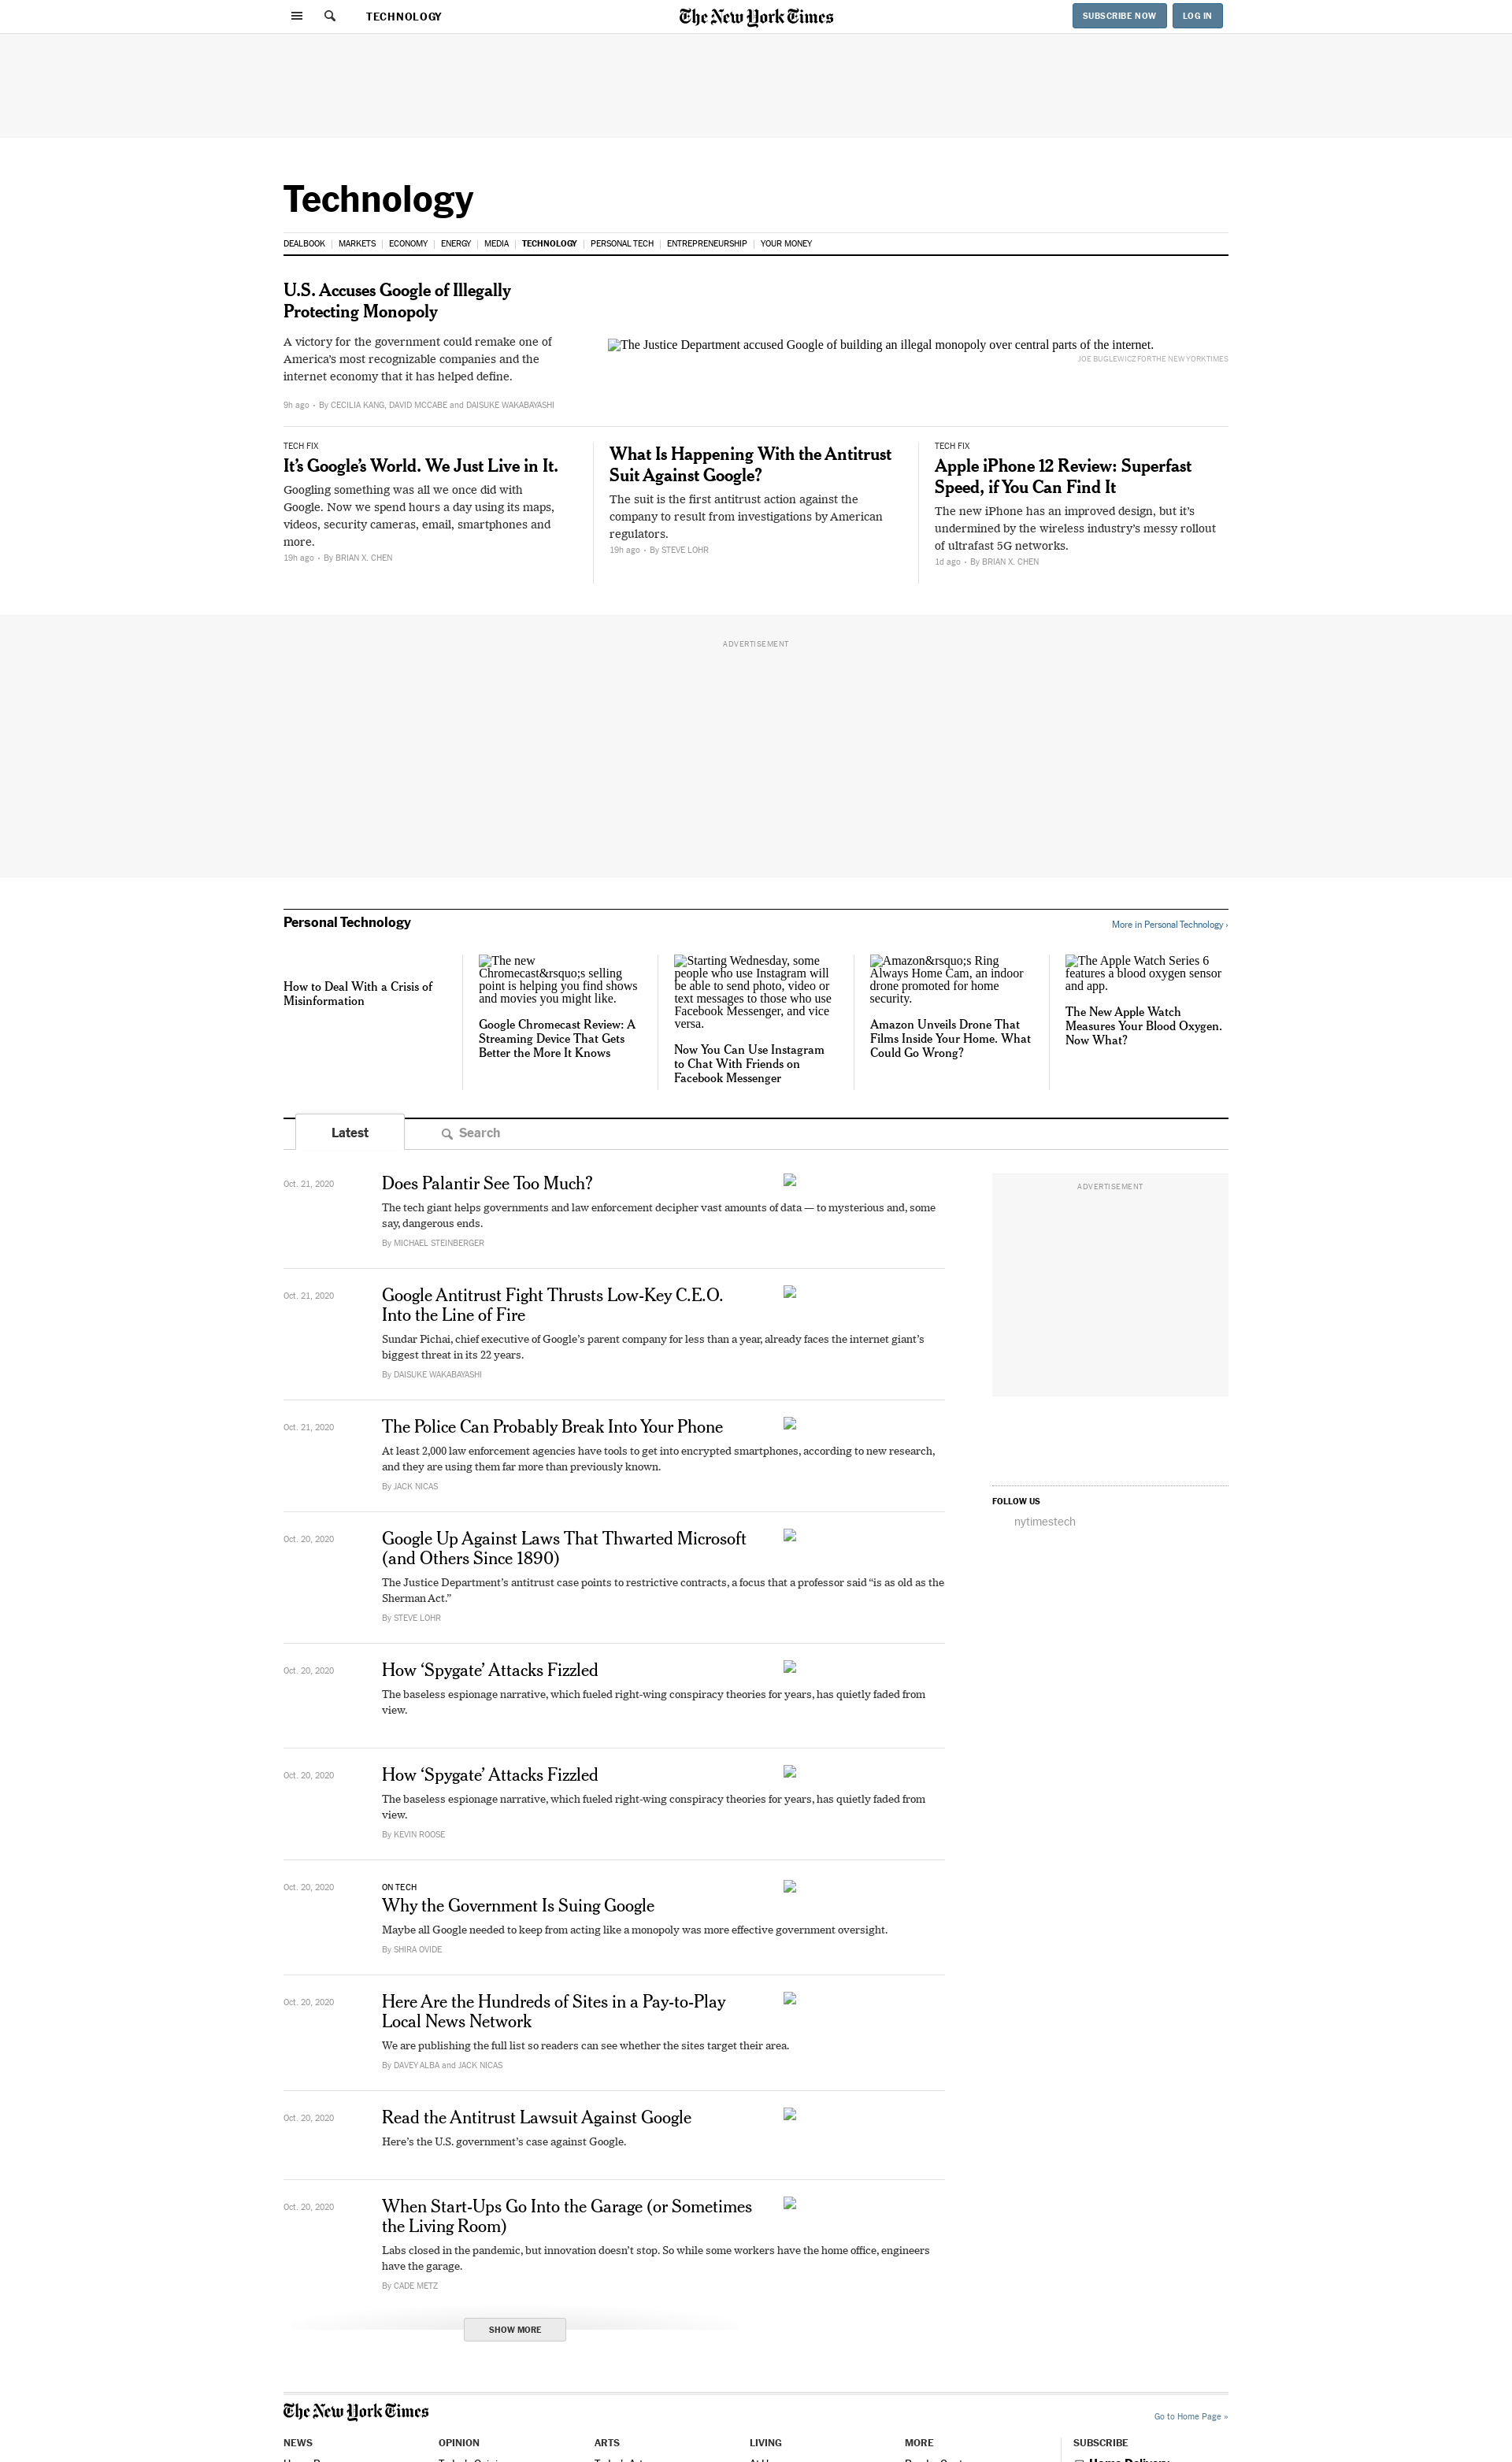 TECHNOLOGY
The New York Times
SUBSCRIBE NOW
LOG IN
Technology
DEALBOOK
MARKETS
ECONOMY
ENERGY
MEDIA
TECHNOLOGY
PERSONAL TECH
ENTREPRENEURSHIP
YOUR MONEY
U.S. Accuses Google of Illegally
Protecting Monopoly
A victory for the government could remake one of
America’s most recognizable companies and the
internet economy that it has helped define.
9h ago • By CECILIA KANG, DAVID MCCABE and DAISUKE WAKABAYASHI
The Justice Department accused Google of building an illegal monopoly over central parts of the internet.
JOE BUGLEWICZ FOR THE NEW YORK TIMES
TECH FIX
It’s Google’s World. We Just Live in It.
Googling something was all we once did with
Google. Now we spend hours a day using its maps,
videos, security cameras, email, smartphones and
more.
19h ago • By BRIAN X. CHEN
What Is Happening With the Antitrust
Suit Against Google?
The suit is the first antitrust action against the
company to result from investigations by American
regulators.
19h ago • By STEVE LOHR
TECH FIX
Apple iPhone 12 Review: Superfast
Speed, if You Can Find It
The new iPhone has an improved design, but it’s
undermined by the wireless industry’s messy rollout
of ultrafast 5G networks.
1d ago • By BRIAN X. CHEN
ADVERTISEMENT
Personal Technology
More in Personal Technology ›
How to Deal With a Crisis of
Misinformation
The new
Chromecast&rsquo;s selling
point is helping you find shows
and movies you might like.
Google Chromecast Review: A
Streaming Device That Gets
Better the More It Knows
Starting Wednesday, some
people who use Instagram will
be able to send photo, video or
text messages to those who use
Facebook Messenger, and vice
versa.
Now You Can Use Instagram
to Chat With Friends on
Facebook Messenger
Amazon&rsquo;s Ring
Always Home Cam, an indoor
drone promoted for home
security.
Amazon Unveils Drone That
Films Inside Your Home. What
Could Go Wrong?
The Apple Watch Series 6
features a blood oxygen sensor
and app.
The New Apple Watch
Measures Your Blood Oxygen.
Now What?
Latest
Search
Oct. 21, 2020
Does Palantir See Too Much?
The tech giant helps governments and law enforcement decipher vast amounts of data — to mysterious and, some
say, dangerous ends.
By MICHAEL STEINBERGER
ADVERTISEMENT
Oct. 21, 2020
Google Antitrust Fight Thrusts Low-Key C.E.O.
Into the Line of Fire
Sundar Pichai, chief executive of Google’s parent company for less than a year, already faces the internet giant’s
biggest threat in its 22 years.
By DAISUKE WAKABAYASHI
Oct. 21, 2020
The Police Can Probably Break Into Your Phone
At least 2,000 law enforcement agencies have tools to get into encrypted smartphones, according to new research,
and they are using them far more than previously known.
By JACK NICAS
FOLLOW US
nytimestech
Oct. 20, 2020
Google Up Against Laws That Thwarted Microsoft
(and Others Since 1890)
The Justice Department’s antitrust case points to restrictive contracts, a focus that a professor said “is as old as the
Sherman Act.”
By STEVE LOHR
Oct. 20, 2020
How ‘Spygate’ Attacks Fizzled
The baseless espionage narrative, which fueled right-wing conspiracy theories for years, has quietly faded from
view.
Oct. 20, 2020
How ‘Spygate’ Attacks Fizzled
The baseless espionage narrative, which fueled right-wing conspiracy theories for years, has quietly faded from
view.
By KEVIN ROOSE
Oct. 20, 2020
ON TECH
Why the Government Is Suing Google
Maybe all Google needed to keep from acting like a monopoly was more effective government oversight.
By SHIRA OVIDE
Oct. 20, 2020
Here Are the Hundreds of Sites in a Pay-to-Play
Local News Network
We are publishing the full list so readers can see whether the sites target their area.
By DAVEY ALBA and JACK NICAS
Oct. 20, 2020
Read the Antitrust Lawsuit Against Google
Here’s the U.S. government’s case against Google.
Oct. 20, 2020
When Start-Ups Go Into the Garage (or Sometimes
the Living Room)
Labs closed in the pandemic, but innovation doesn’t stop. So while some workers have the home office, engineers
have the garage.
By CADE METZ
SHOW MORE
The New York Times
Go to Home Page »
NEWS
OPINION
ARTS
LIVING
MORE
SUBSCRIBE